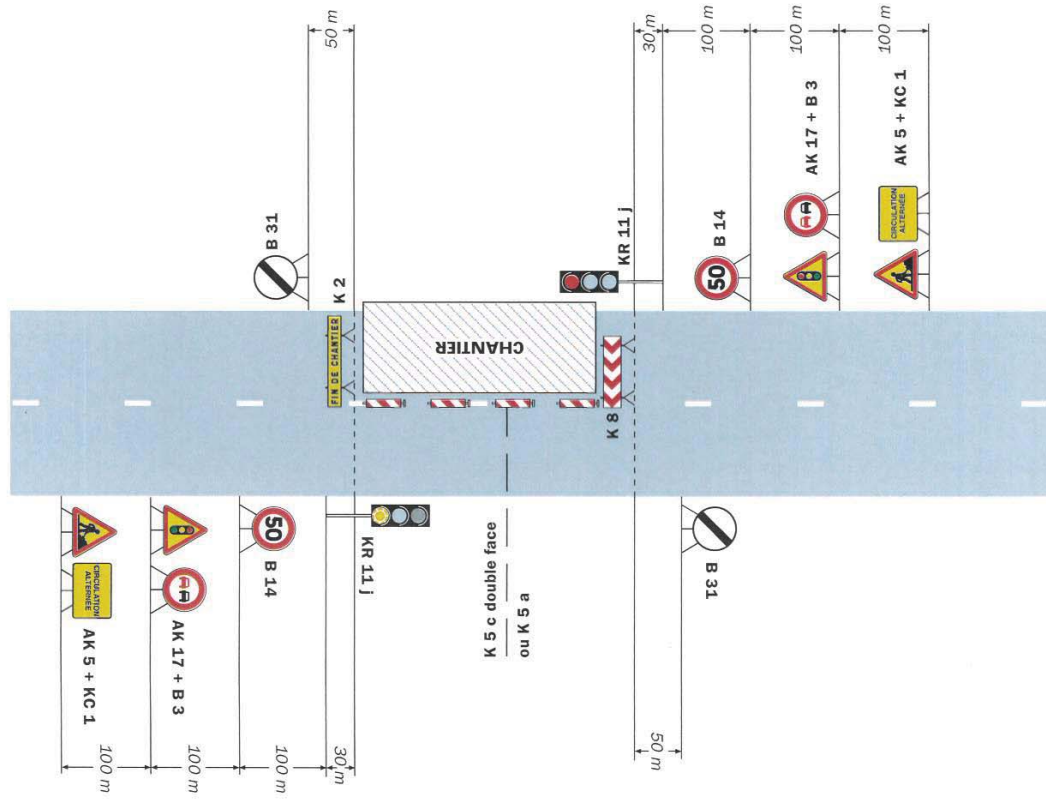 50 m
30 m
100 m
100 m
100 m
B 31
K 2
FIN DE CHANTIER
CHANTIER
KR 11 j
50
B 14
AK 17 + B 3
CIRCULATION
ALTERNÉE
AK 5 + KC 1
K 8
CIRCULATION
ALTERNÉE
AK 5 + KC 1
AK 17 + B 3
50
B 14
KR 11 j
K 5 c double face
ou K 5 a
B 31
100 m
100 m
100 m
30 m
50 m